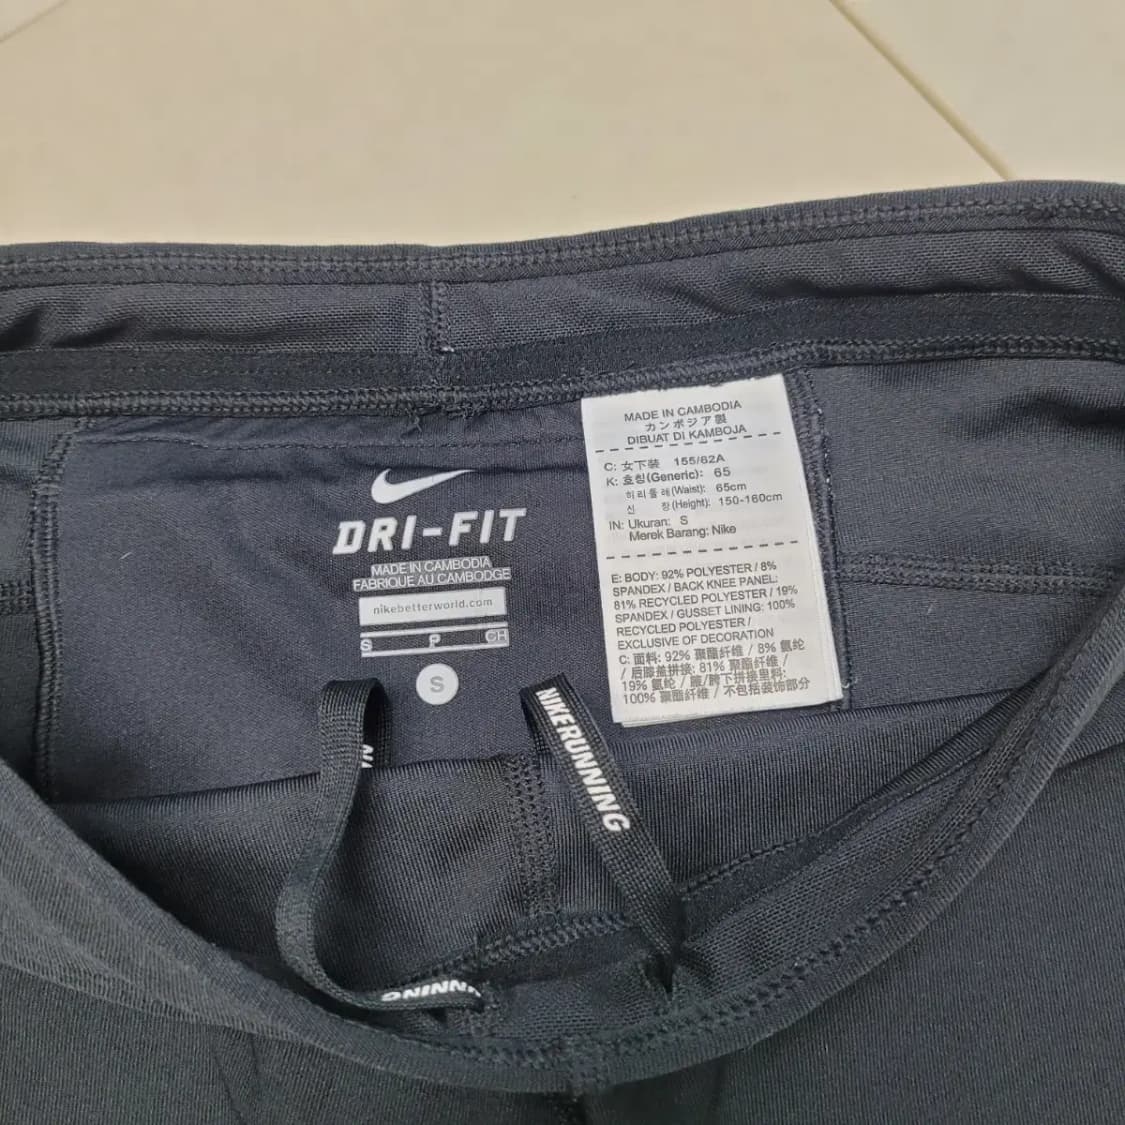 DRI-FIT
MADE IN CAMBODIA
FABRIQUE AU CAMBODGE
nikebetterworld.com
S P CH
S
MADE IN CAMBODIA
カンボジア製
DIBUAT DI KAMBOJA
C: 女下装 155/62A
K: 호칭(Generic): 65
허리둘레(Waist): 65cm
신 장(Height): 150-160cm
IN: Ukuran: S
Merek Barang: Nike
E: BODY: 92% POLYESTER / 8%
SPANDEX / BACK KNEE PANEL:
81% RECYCLED POLYESTER / 19%
SPANDEX / GUSSET LINING: 100%
RECYCLED POLYESTER /
EXCLUSIVE OF DECORATION
C: 面料: 92% 聚酯纤维 / 8% 氨纶
/ 后膝盖拼接: 81% 聚酯纤维 /
19% 氨纶 / 腰/胯下拼接里料:
100% 聚酯纤维 / 不包括装饰部分
NIKERUNNING